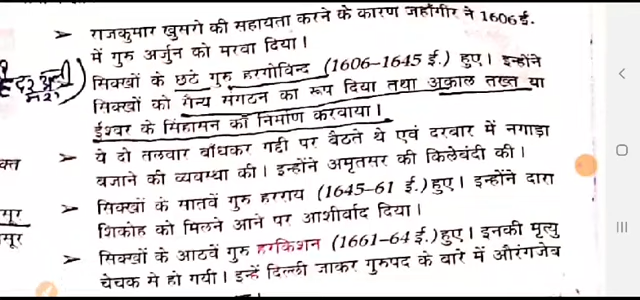 ➢ राजकुमार खुसरो की सहायता करने के कारण जहाँगीर ने 1606 ई.
में गुरु अर्जुन को मरवा दिया।
सिक्खों के छठें गुरु हरगोविन्द (1606-1645 ई.) हुए। इन्होंने
सिक्खों को सैन्य संगठन का रूप दिया तथा अकाल तख्त या
ईश्वर के सिंहासन का निर्माण करवाया।
➢ ये दो तलवार बाँधकर गद्दी पर बैठते थे एवं दरबार में नगाड़ा
बजाने की व्यवस्था की। इन्होंने अमृतसर की किलेबंदी की।
➢ सिक्खों के सातवें गुरु हरराय (1645-61 ई.) हुए। इन्होंने दारा
शिकोह को मिलने आने पर आशीर्वाद दिया।
➢ सिक्खों के आठवें गुरु हरकिशन (1661-64 ई.) हुए। इनकी मृत्यु
चेचक से हो गयी। इन्हें दिल्ली जाकर गुरुपद के बारे में औरंगजेब